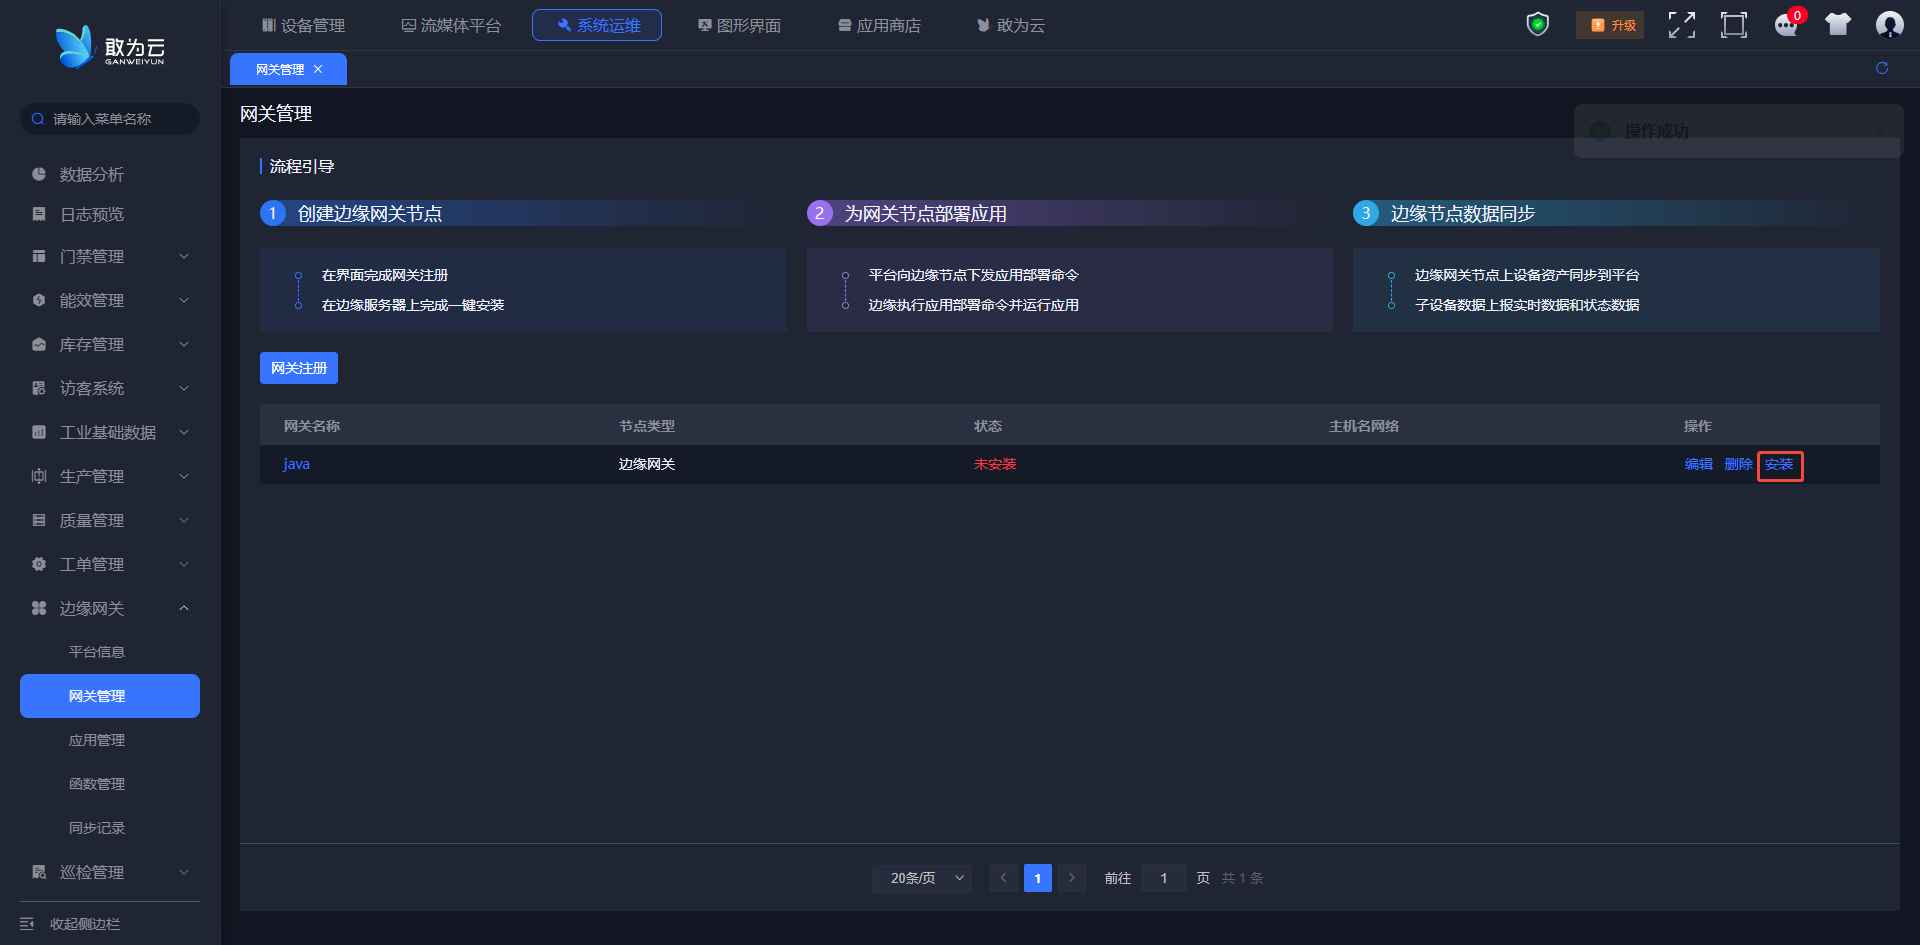 敢为云
GANWEIYUN
设备管理
流媒体平台
系统运维
图形界面
应用商店
敢为云
升级
0
网关管理
请输入菜单名称
数据分析
日志预览
门禁管理
能效管理
库存管理
访客系统
工业基础数据
生产管理
质量管理
工单管理
边缘网关
平台信息
网关管理
应用管理
函数管理
同步记录
巡检管理
收起侧边栏
网关管理
操作成功
流程引导
1 创建边缘网关节点
在界面完成网关注册
在边缘服务器上完成一键安装
2 为网关节点部署应用
平台向边缘节点下发应用部署命令
边缘执行应用部署命令并运行应用
3 边缘节点数据同步
边缘网关节点上设备资产同步到平台
子设备数据上报实时数据和状态数据
网关注册
网关名称 节点类型 状态 主机名网络 操作
java 边缘网关 未安装 编辑 删除 安装
20条/页 1 前往 1 页 共 1 条